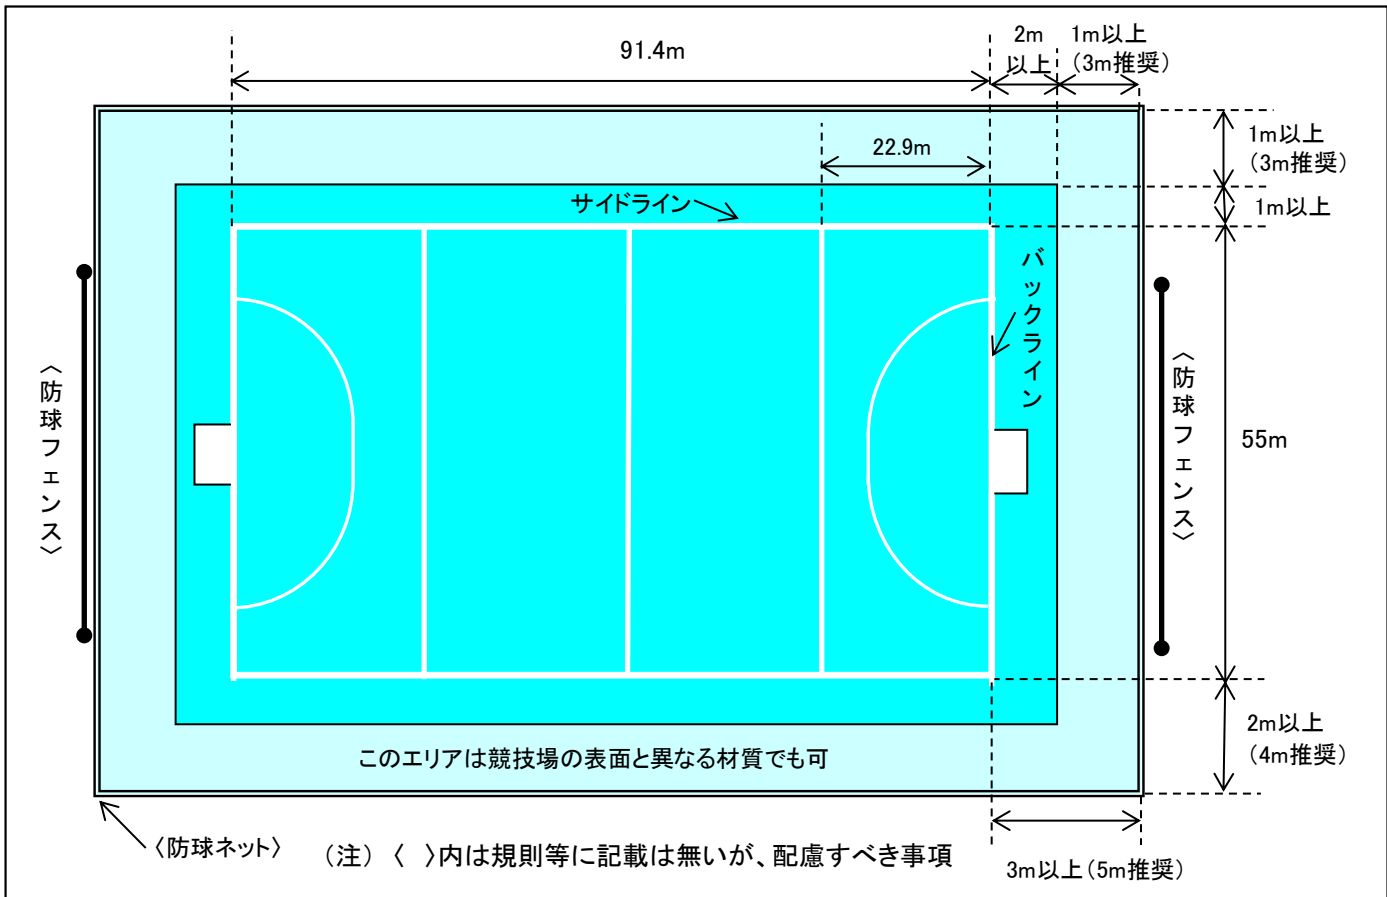 91.4m
2m
以上
1m以上
（3m推奨）
22.9m
1m以上
（3m推奨）
1m以上
サイドライン
バックライン
〈防球フェンス〉
〈防球フェンス〉
55m
2m以上
（4m推奨）
このエリアは競技場の表面と異なる材質でも可
〈防球ネット〉
（注）〈　〉内は規則等に記載は無いが、配慮すべき事項
3m以上（5m推奨）